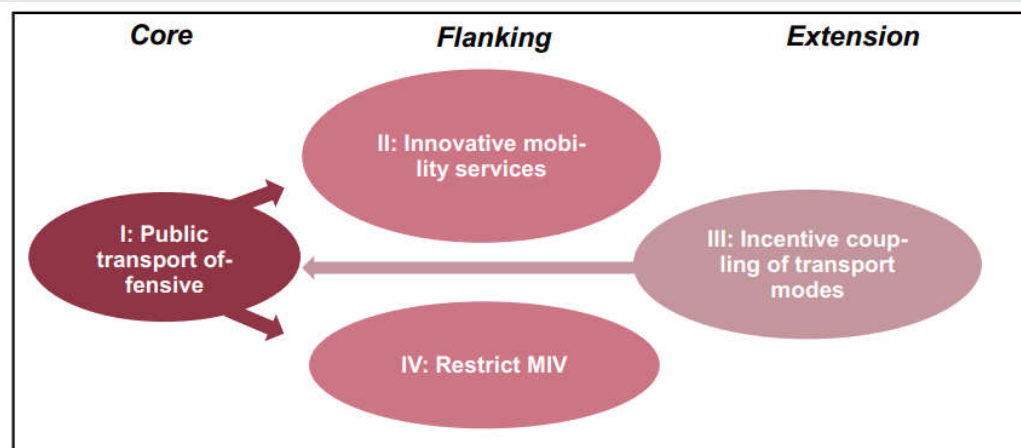 Core
Flanking
Extension
II: Innovative mobi-
lity services
I: Public
transport of-
fensive
III: Incentive coup-
ling of transport
modes
IV: Restrict MIV